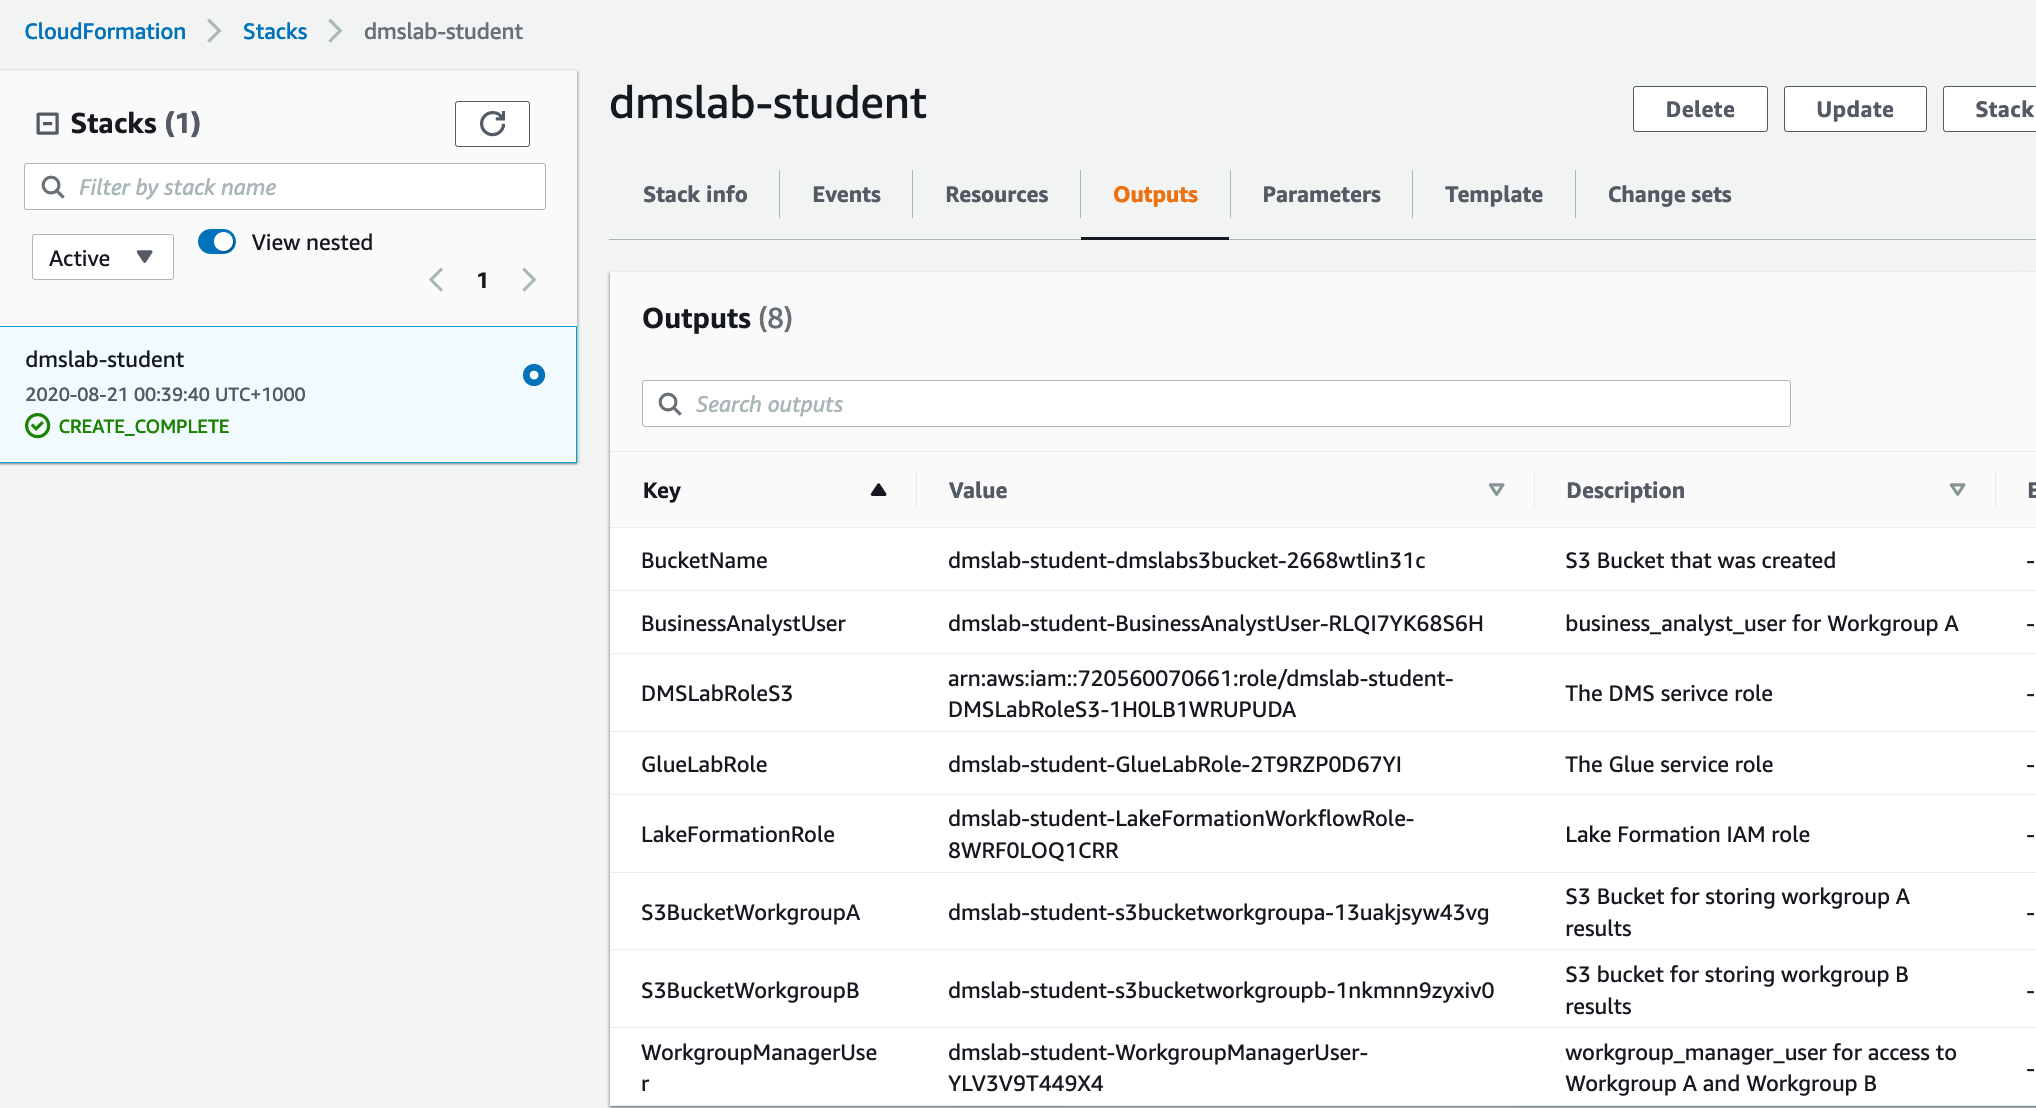 CloudFormation > Stacks > dmslab-student
Stacks (1)
Filter by stack name
Active
View nested
1
dmslab-student
2020-08-21 00:39:40 UTC+1000
CREATE_COMPLETE
dmslab-student
Delete Update Stack
Stack info Events Resources Outputs Parameters Template Change sets
Outputs (8)
Search outputs
Key Value Description
BucketName dmslab-student-dmslabs3bucket-2668wtlin31c S3 Bucket that was created -
BusinessAnalystUser dmslab-student-BusinessAnalystUser-RLQI7YK68S6H business_analyst_user for Workgroup A -
arn:aws:iam::720560070661:role/dmslab-student-
DMSLabRoleS3 The DMS serivce role -
DMSLabRoleS3-1H0LB1WRUPUDA
GlueLabRole dmslab-student-GlueLabRole-2T9RZP0D67YI The Glue service role -
dmslab-student-LakeFormationWorkflowRole-
LakeFormationRole Lake Formation IAM role -
8WRF0LOQ1CRR
S3 Bucket for storing workgroup A
S3BucketWorkgroupA dmslab-student-s3bucketworkgroupa-13uakjsyw43vg -
results
S3 bucket for storing workgroup B
S3BucketWorkgroupB dmslab-student-s3bucketworkgroupb-1nkmnn9zyxiv0 -
results
WorkgroupManagerUse dmslab-student-WorkgroupManagerUser- workgroup_manager_user for access to
r YLV3V9T449X4 Workgroup A and Workgroup B -